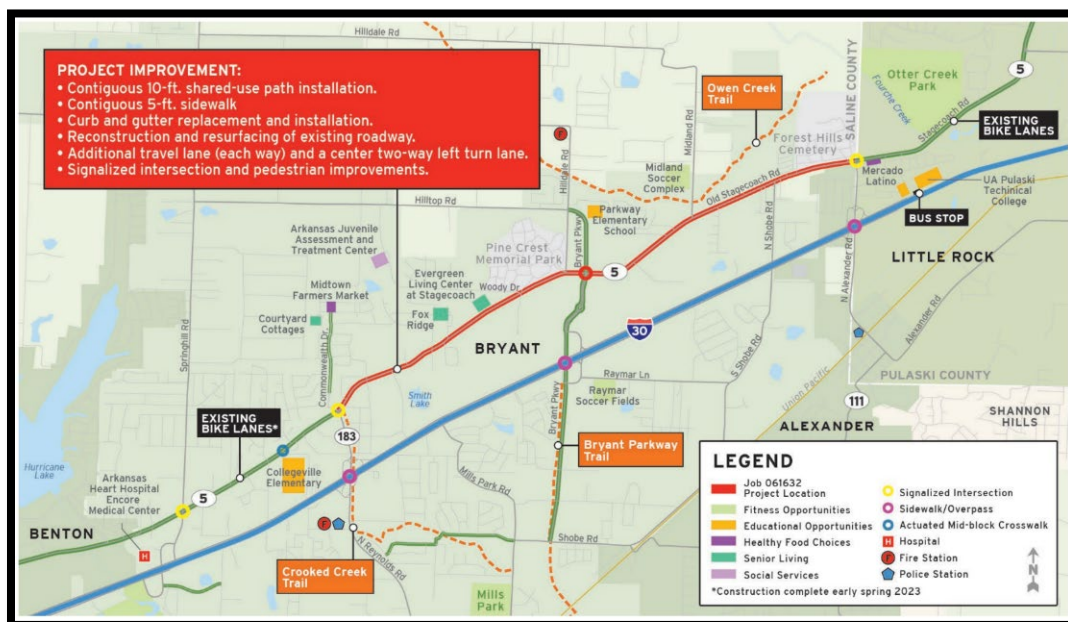 Hilldale Rd
PROJECT IMPROVEMENT:
• Contiguous 10-ft. shared-use path installation.
• Contiguous 5-ft. sidewalk
• Curb and gutter replacement and installation.
• Reconstruction and resurfacing of existing roadway.
• Additional travel lane (each way) and a center two-way left turn lane.
• Signalized intersection and pedestrian improvements.
Owen Creek
Trail
SALINE COUNTY
Otter Creek
Park
5
Fourche Creek
Stagecoach Rd
EXISTING
BIKE LANES
F
Hilldale Rd
Midland Rd
Forest Hills
Cemetery
Midland
Soccer
Complex
Mercado
Latino
UA Pulaski
Techinical
College
BUS STOP
Old Stagecoach Rd
Hilltop Rd
Bryant Pkwy
Parkway
Elementary
School
N Shobe Rd
N Alexander Rd
LITTLE ROCK
Arkansas Juvenile
Assessment and
Treatment Center
Pine Crest
Memorial Park
5
Evergreen
Living Center
at Stagecoach
Woody Dr.
Midtown
Farmers Market
Courtyard
Cottages
Fox
Ridge
30
BRYANT
Alexander Rd
Springhill Rd
Commonwealth Dr.
S Shobe Rd
Union Pacific
PULASKI COUNTY
Raymar Ln
Raymar
Soccer Fields
Smith
Lake
111
SHANNON
HILLS
ALEXANDER
EXISTING
BIKE LANES*
183
Bryant Pkwy
Bryant Parkway
Trail
Hurricane
Lake
Collegeville
Elementary
Mills Park Rd
Arkansas
Heart Hospital
Encore
Medical Center
5
BENTON
H
F
Shobe Rd
Crooked Creek
Trail
N Reynolds Rd
Mills
Park
LEGEND
Job 061632
Project Location
Fitness Opportunities
Educational Opportunities
Healthy Food Choices
Senior Living
Social Services
*Construction complete early spring 2023
Signalized Intersection
Sidewalk/Overpass
Actuated Mid-block Crosswalk
H Hospital
F Fire Station
Police Station
N